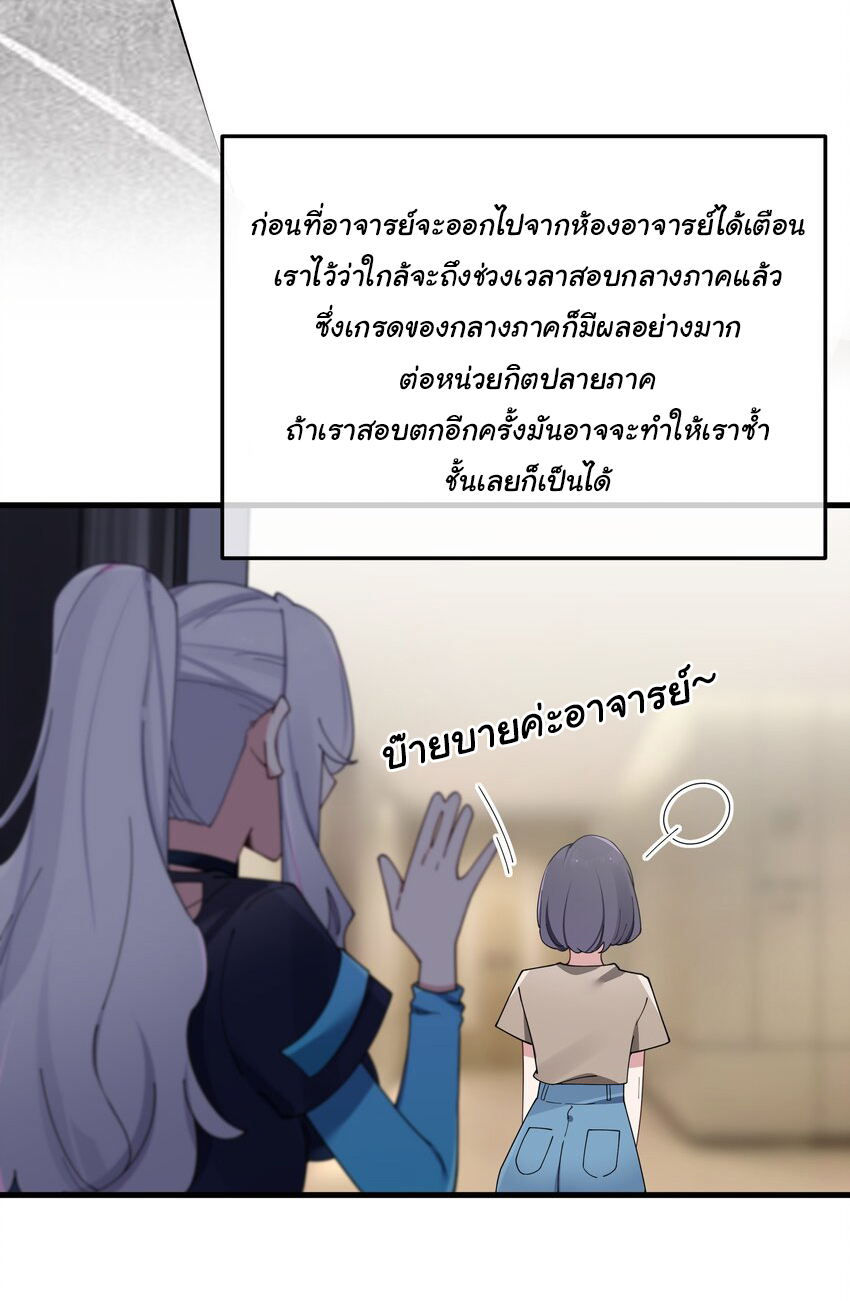 ก่อนที่อาจารย์จะออกไปจากห้องอาจารย์ได้เตือน
เราไว้ว่าใกล้จะถึงช่วงเวลาสอบกลางภาคแล้ว
ซึ่งเกรดของกลางภาคก็มีผลอย่างมาก
ต่อหน่วยกิตปลายภาค
ถ้าเราสอบตกอีกครั้งมันอาจจะทำให้เราซ้ำ
ชั้นเลยก็เป็นได้
บ๊ายบายค่ะอาจารย์~